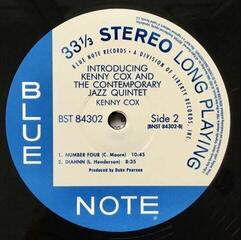 33⅓ STEREO LONG PLAYING
BLUE NOTE RECORDS • A DIVISION OF LIBERTY RECORDS, INC.
INTRODUCING
KENNY COX AND
THE CONTEMPORARY
JAZZ QUINTET
KENNY COX
BST 84302
Side 2
(BNST 84302-B)
1. NUMBER FOUR (C. Moore) 10:45
2. DIAHNN (L. Henderson) 8:35
Produced by Duke Pearson
BLUE
NOTE®